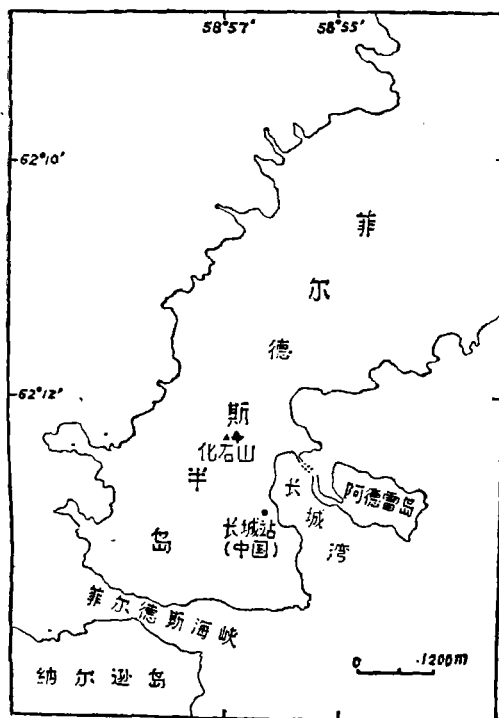 58°57′ 58°55′
62°10′
菲尔德斯半岛
62°12′
化石山
长城站
(中国)
长城湾
阿德雷岛
菲尔德斯海峡
纳尔逊岛
0 1200m